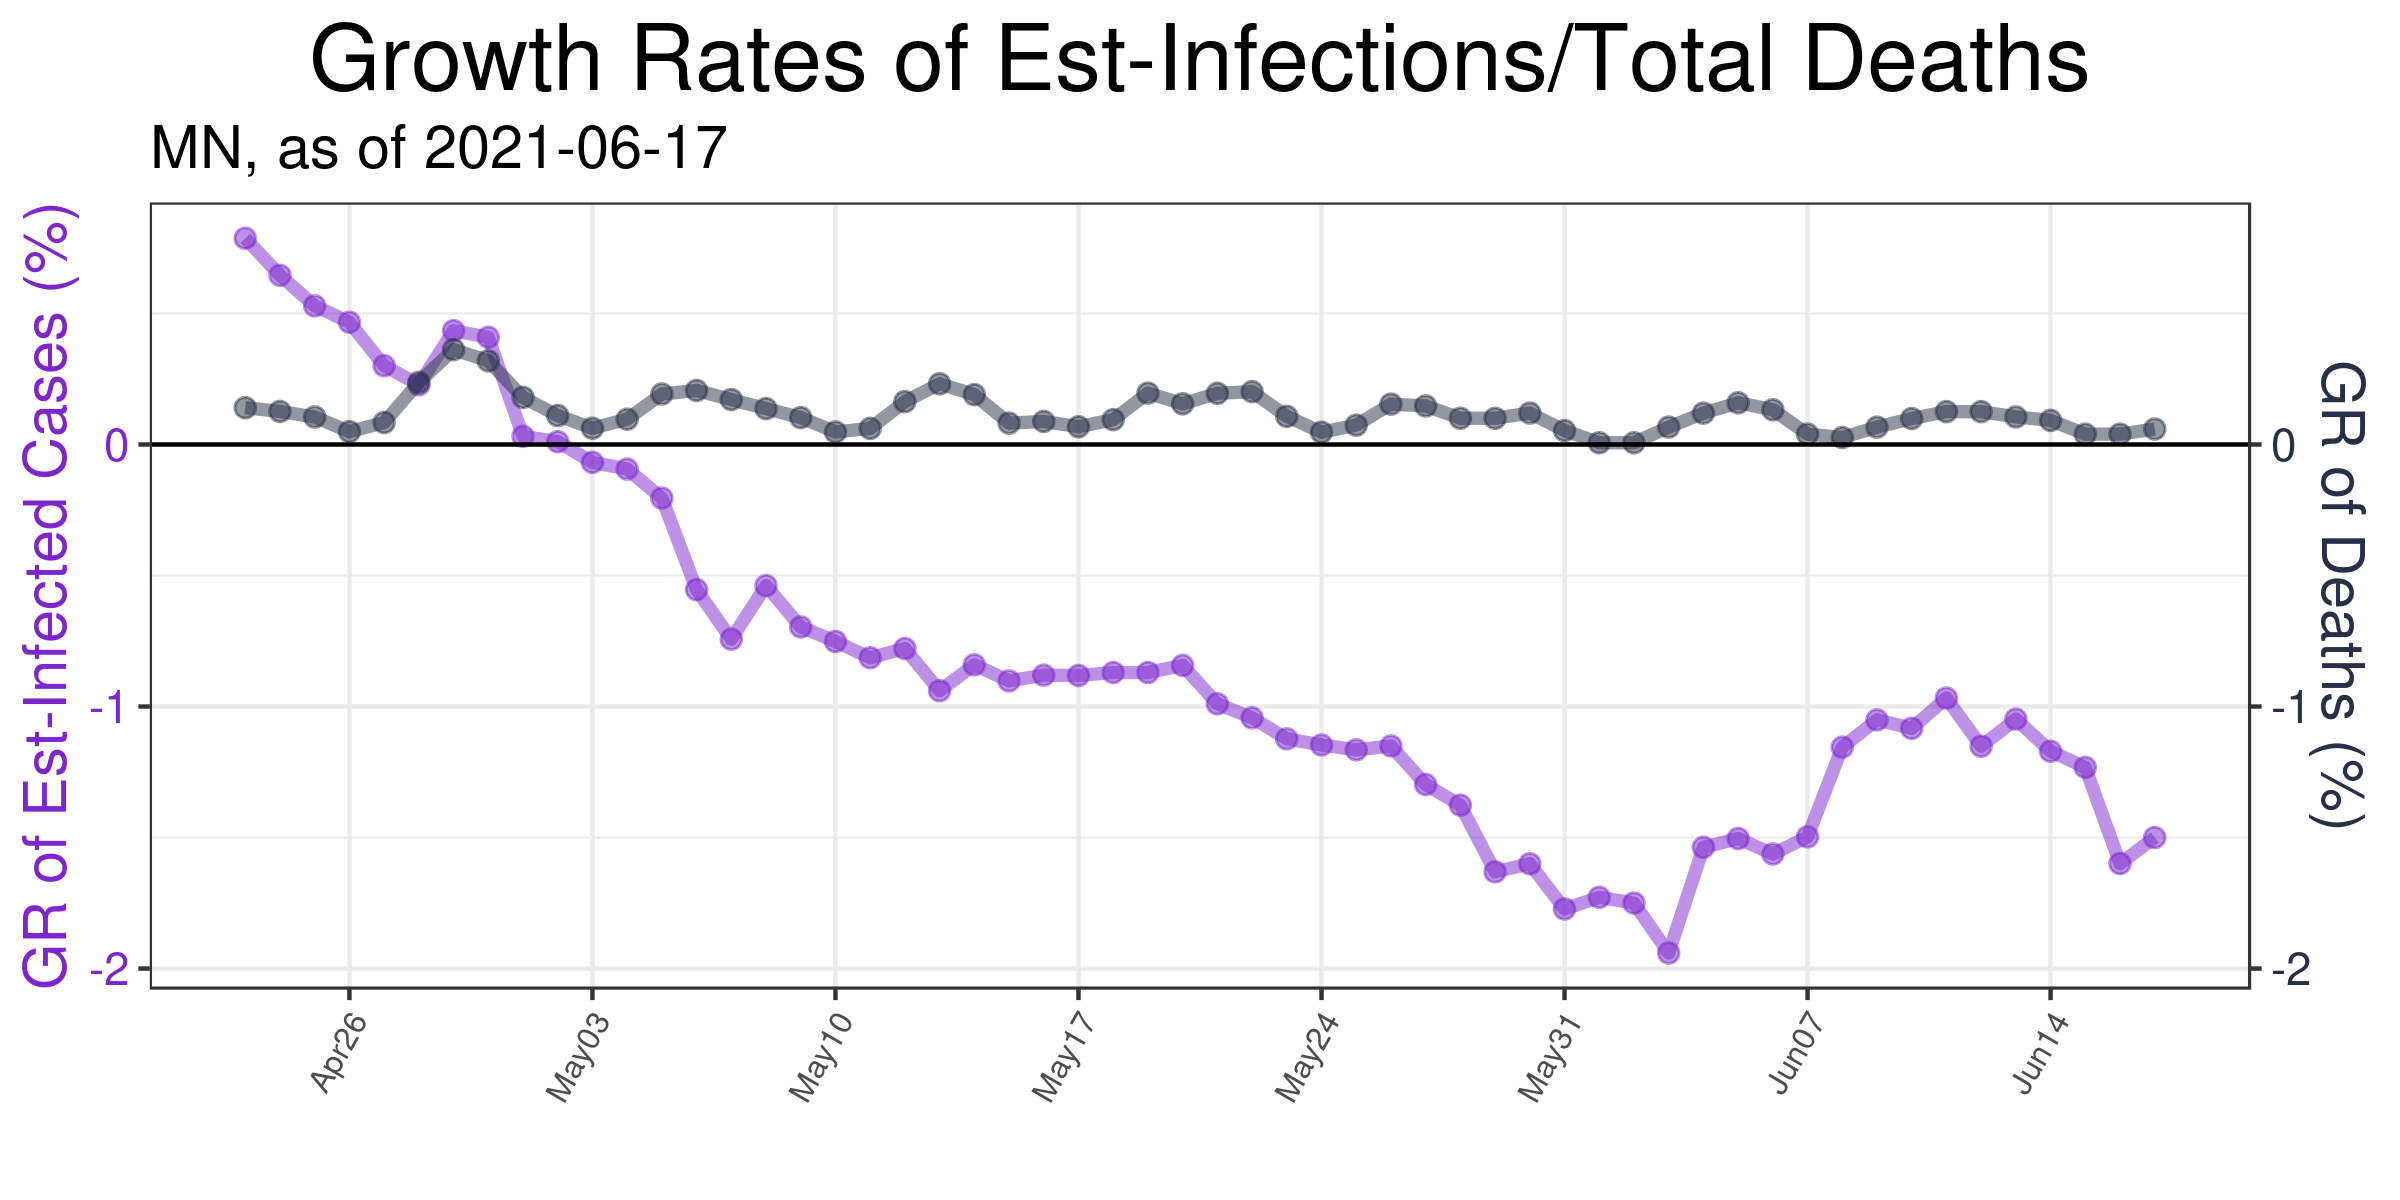 Growth Rates of Est-Infections/Total Deaths
MN, as of 2021-06-17
GR of Est-Infected Cases (%)
0
-1
-2
GR of Deaths (%)
0
-1
-2
Apr26
May03
May10
May17
May24
May31
Jun07
Jun14